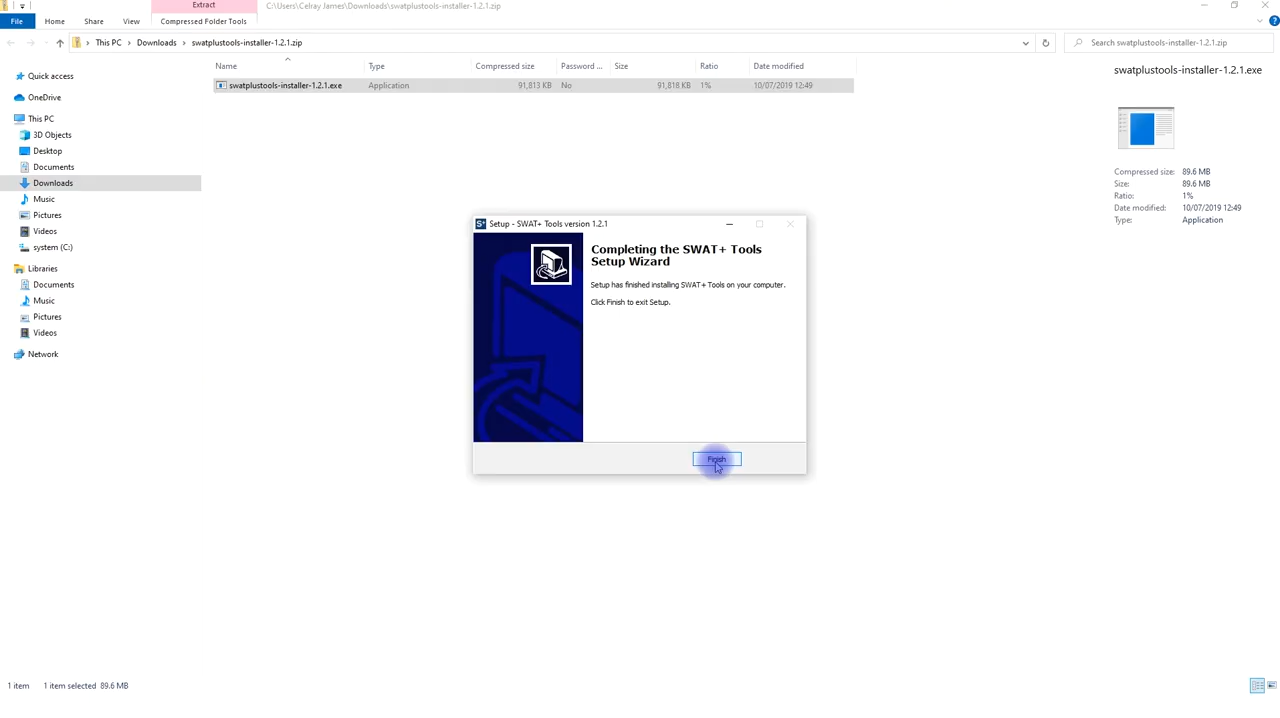 Extract
C:\Users\Celray James\Downloads\swatplustools-installer-1.2.1.zip
File Home Share View Compressed Folder Tools
This PC Downloads swatplustools-installer-1.2.1.zip
Search swatplustools-installer-1.2.1.zip
Name Type Compressed size Password ... Size Ratio Date modified
swatplustools-installer-1.2.1.exe Application 91,813 KB No 91,818 KB 1% 10/07/2019 12:49
Quick access
OneDrive
This PC
3D Objects
Desktop
Documents
Downloads
Music
Pictures
Videos
system (C:)
Libraries
Documents
Music
Pictures
Videos
Network
swatplustools-installer-1.2.1.exe
Compressed size: 89.6 MB
Size: 89.6 MB
Ratio: 1%
Date modified: 10/07/2019 12:49
Type: Application
Setup - SWAT+ Tools version 1.2.1
Completing the SWAT+ Tools
Setup Wizard
Setup has finished installing SWAT+ Tools on your computer.
Click Finish to exit Setup.
Finish
1 item 1 item selected 89.6 MB